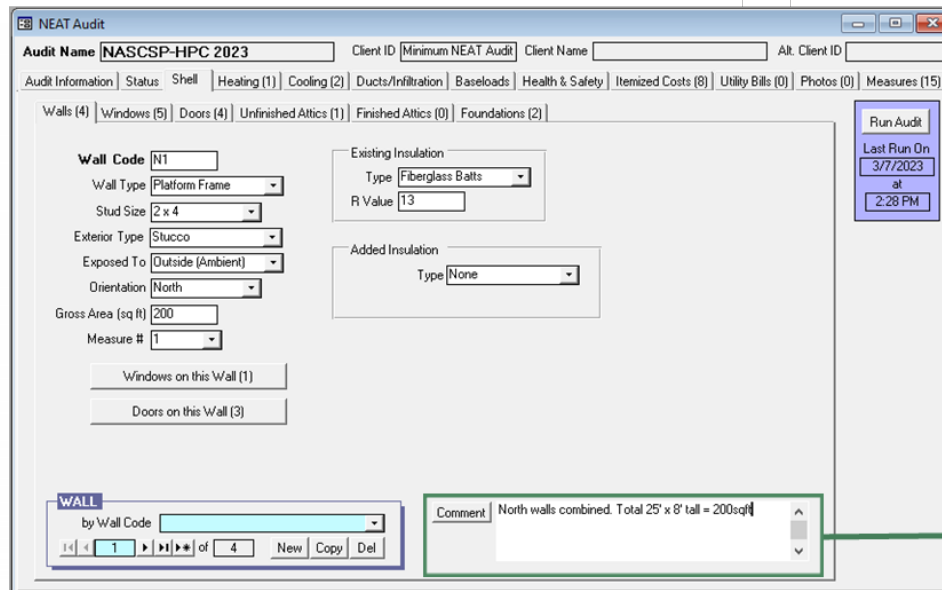 NEAT Audit
Audit Name NASCSP-HPC 2023 Client ID Minimum NEAT Audit Client Name Alt. Client ID
Audit Information Status Shell Heating (1) Cooling (2) Ducts/Infiltration Baseloads Health & Safety Itemized Costs (8) Utility Bills (0) Photos (0) Measures (15)
Walls (4) Windows (5) Doors (4) Unfinished Attics (1) Finished Attics (0) Foundations (2)
Run Audit
Last Run On
3/7/2023
at
2:28 PM
Wall Code N1
Wall Type Platform Frame
Stud Size 2 x 4
Exterior Type Stucco
Exposed To Outside (Ambient)
Orientation North
Gross Area (sq ft) 200
Measure # 1
Windows on this Wall (1)
Doors on this Wall (3)
Existing Insulation
Type Fiberglass Batts
R Value 13
Added Insulation
Type None
WALL
by Wall Code
1 of 4 New Copy Del
Comment North walls combined. Total 25' x 8' tall = 200sqft